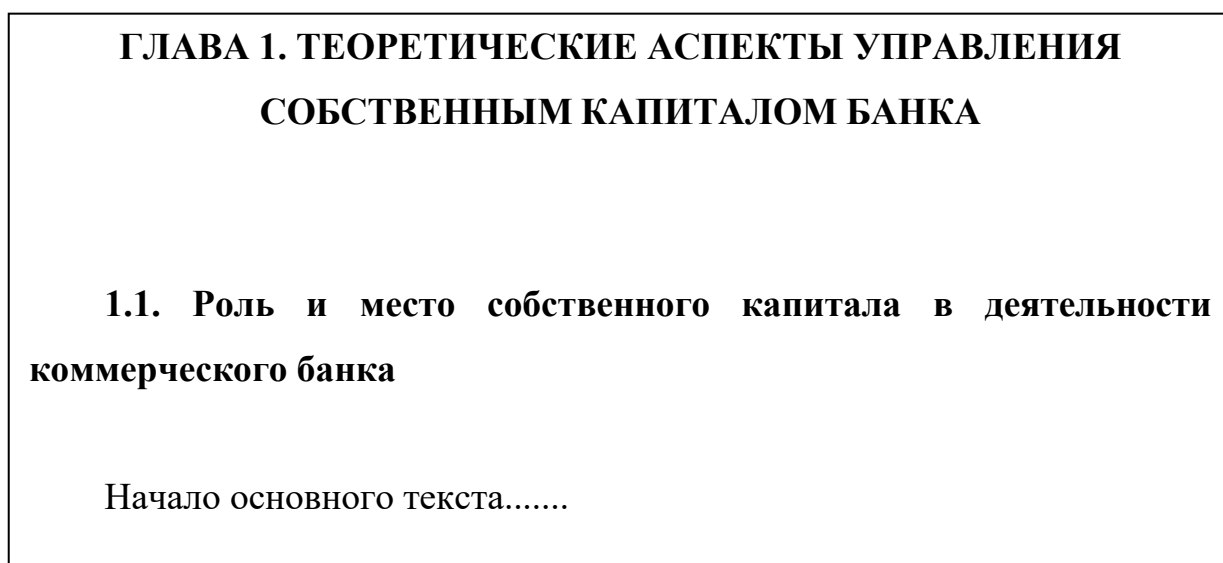 ГЛАВА 1. ТЕОРЕТИЧЕСКИЕ АСПЕКТЫ УПРАВЛЕНИЯ
СОБСТВЕННЫМ КАПИТАЛОМ БАНКА
1.1. Роль и место собственного капитала в деятельности
коммерческого банка
Начало основного текста.......